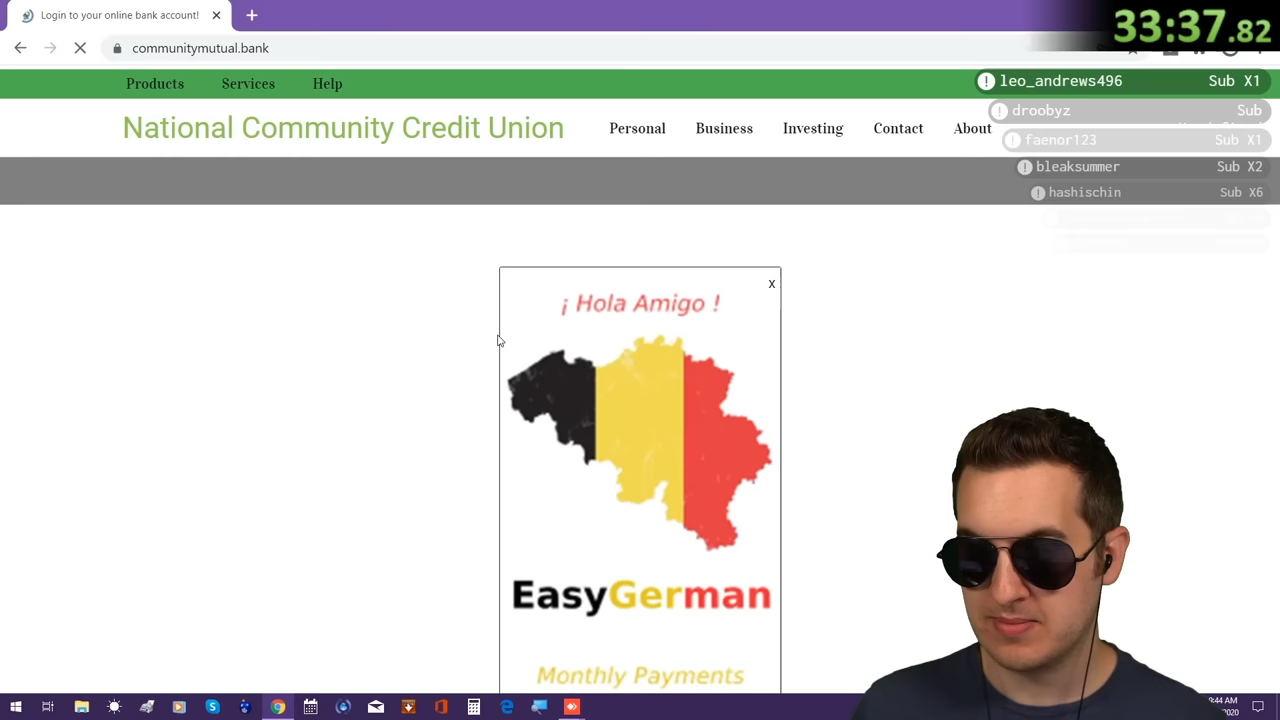 Login to your online bank account!
33:37.82
communitymutual.bank
Products Services Help
leo_andrews496 Sub X1
droobyz Sub
faenor123 Sub X1
bleaksummer Sub X2
hashischin Sub X6
National Community Credit Union
Personal Business Investing Contact About
X
¡ Hola Amigo !
EasyGerman
Monthly Payments